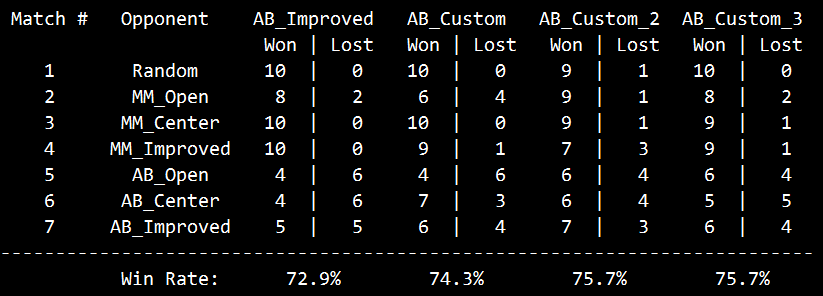 Match #   Opponent    AB_Improved   AB_Custom   AB_Custom_2  AB_Custom_3
                      Won | Lost   Won | Lost   Won | Lost   Won | Lost
   1       Random     10  |   0    10  |   0     9  |   1    10  |   0
   2       MM_Open     8  |   2     6  |   4     9  |   1     8  |   2
   3      MM_Center   10  |   0    10  |   0     9  |   1     9  |   1
   4     MM_Improved  10  |   0     9  |   1     7  |   3     9  |   1
   5       AB_Open     4  |   6     4  |   6     6  |   4     6  |   4
   6      AB_Center    4  |   6     7  |   3     6  |   4     5  |   5
   7     AB_Improved   5  |   5     6  |   4     7  |   3     6  |   4
--------------------------------------------------------------------------
          Win Rate:      72.9%        74.3%        75.7%        75.7%